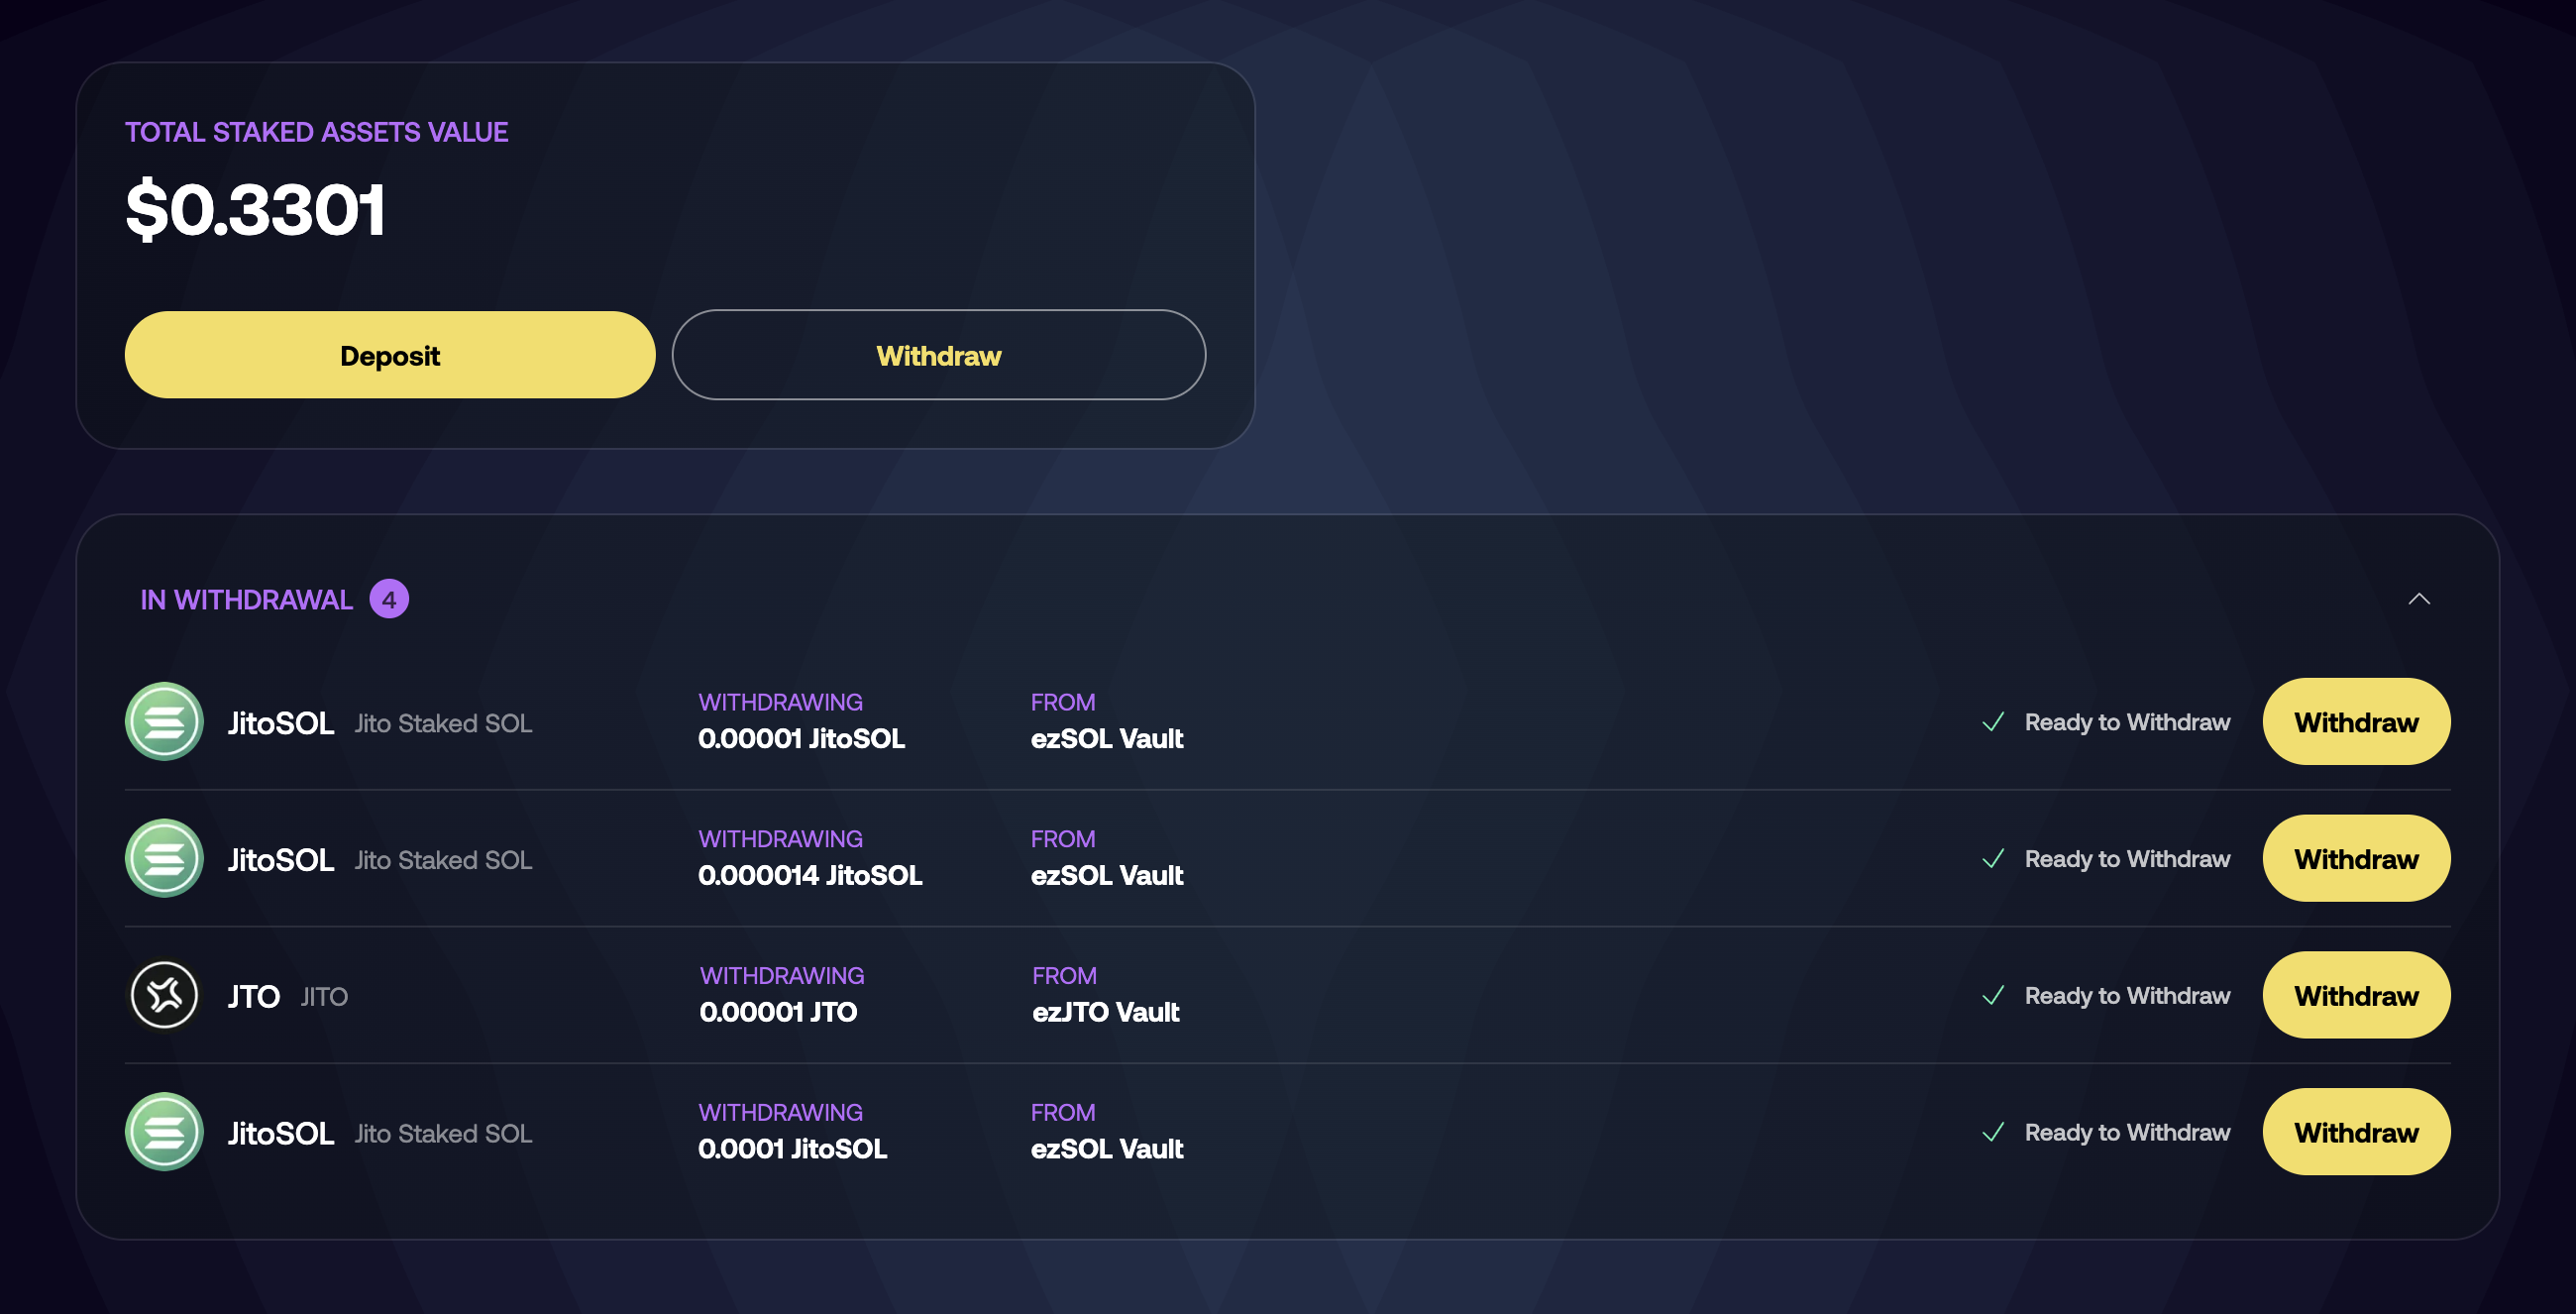 TOTAL STAKED ASSETS VALUE
$0.3301
Deposit
Withdraw
IN WITHDRAWAL 4
JitoSOL Jito Staked SOL
WITHDRAWING
0.00001 JitoSOL
FROM
ezSOL Vault
Ready to Withdraw
Withdraw
JitoSOL Jito Staked SOL
WITHDRAWING
0.000014 JitoSOL
FROM
ezSOL Vault
Ready to Withdraw
Withdraw
JTO JITO
WITHDRAWING
0.00001 JTO
FROM
ezJTO Vault
Ready to Withdraw
Withdraw
JitoSOL Jito Staked SOL
WITHDRAWING
0.0001 JitoSOL
FROM
ezSOL Vault
Ready to Withdraw
Withdraw